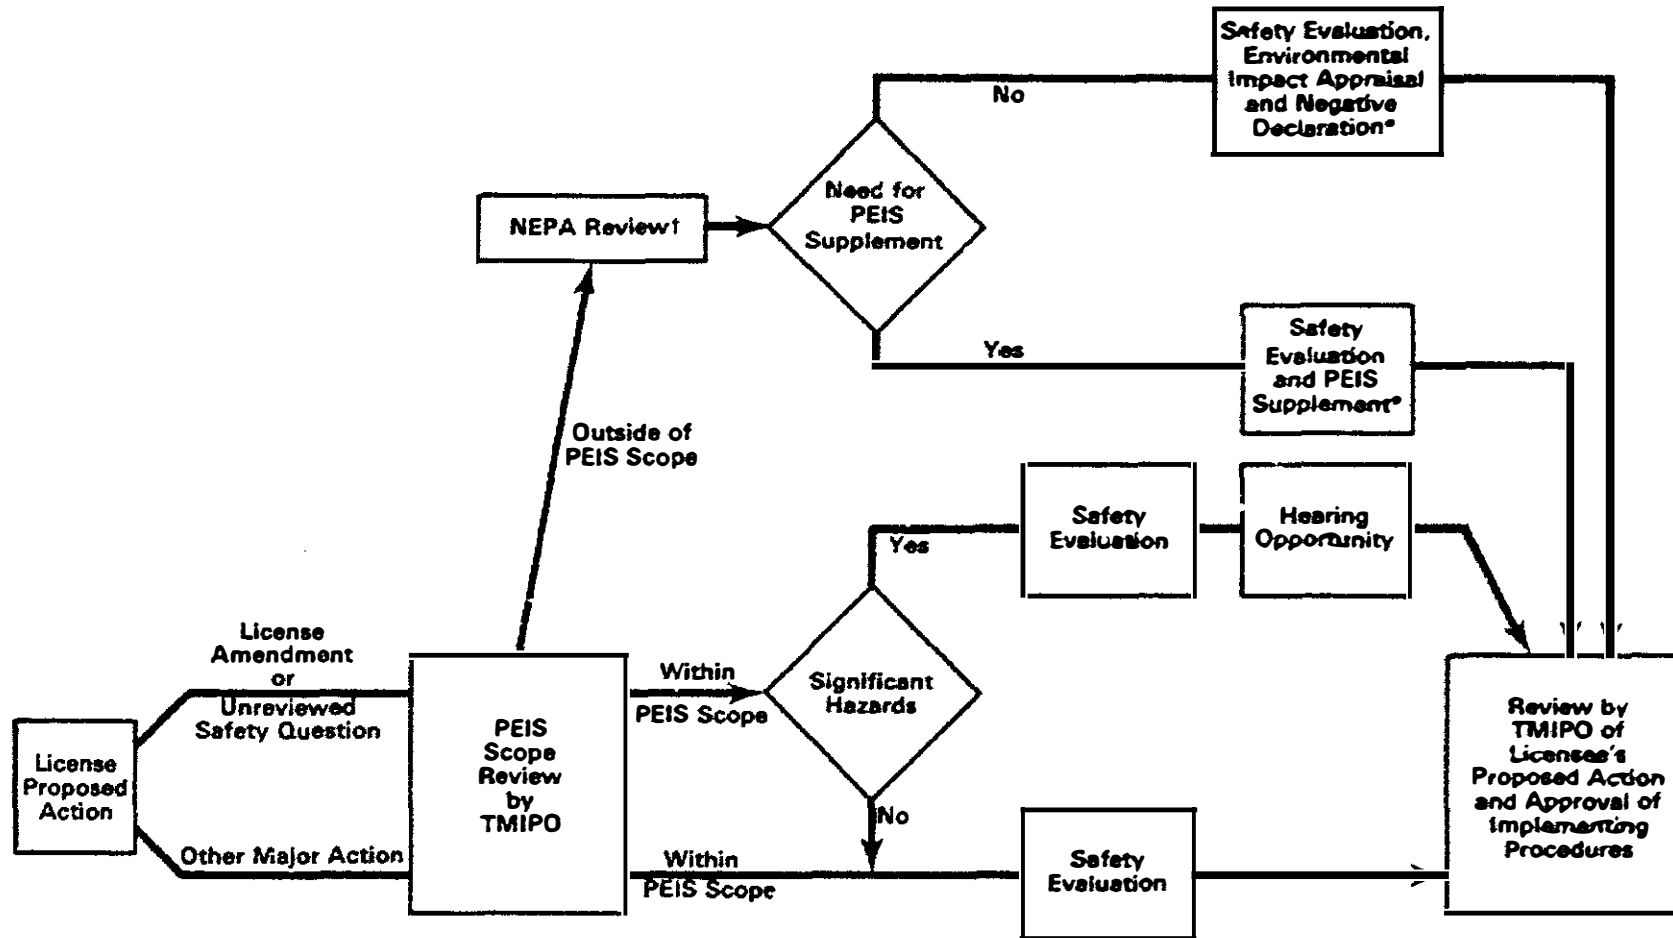 Safety Evaluation,
Environmental
Impact Appraisal
and Negative
Declaration*
No
Need for
PEIS
Supplement
NEPA Review†
Yes
Safety
Evaluation
and PEIS
Supplement*
Outside of
PEIS Scope
Safety
Evaluation
Hearing
Opportunity
Yes
License
Amendment
or
Unreviewed
Safety Question
Within
PEIS Scope
Significant
Hazards
PEIS
Scope
Review
by
TMIPO
License
Proposed
Action
Review by
TMIPO of
Licensee's
Proposed Action
and Approval of
Implementing
Procedures
No
Other Major Action
Within
PEIS Scope
Safety
Evaluation